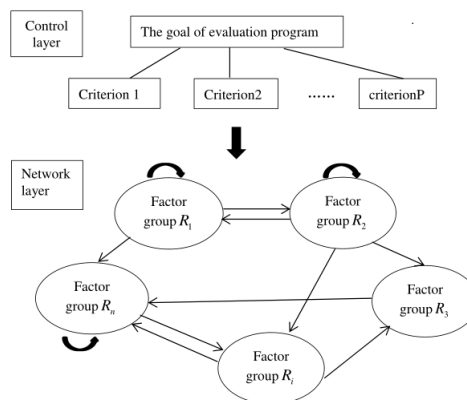 Control
layer
The goal of evaluation program
Criterion 1
Criterion2
......
criterionP
Network
layer
Factor
group R₁
Factor
group R₂
Factor
group Rₙ
Factor
group R₃
Factor
group Rᵢ